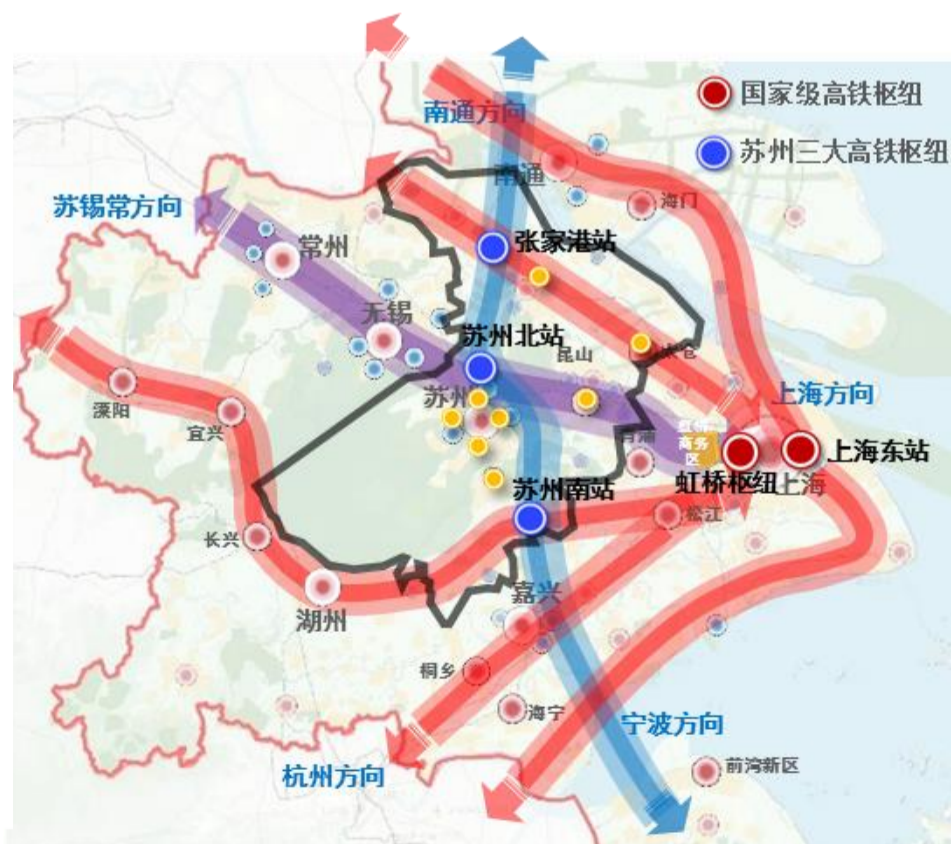 国家级高铁枢纽
南通方向
苏州三大高铁枢纽
南通
海门
苏锡常方向
张家港站
常州
无锡
苏州北站
昆山
太仓
溧阳
苏州
上海方向
宜兴
商务
区
青浦
上海东站
虹桥枢纽
上海
苏州南站
松江
长兴
嘉兴
湖州
桐乡
海宁
宁波方向
杭州方向
前湾新区